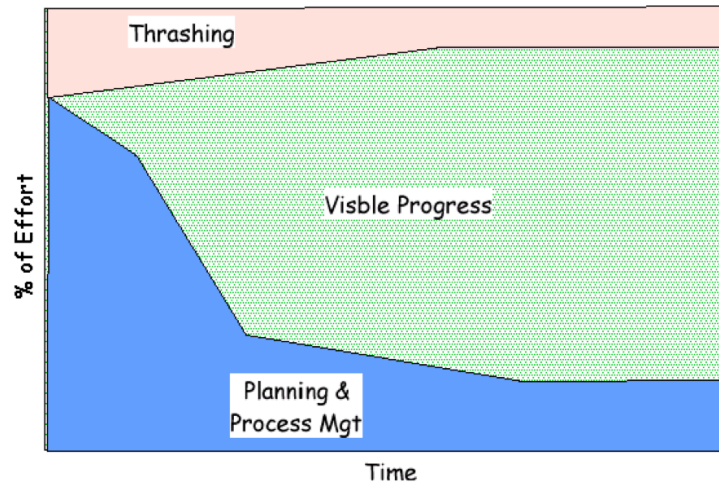 Thrashing
Visble Progress
% of Effort
Planning &
Process Mgt
Time